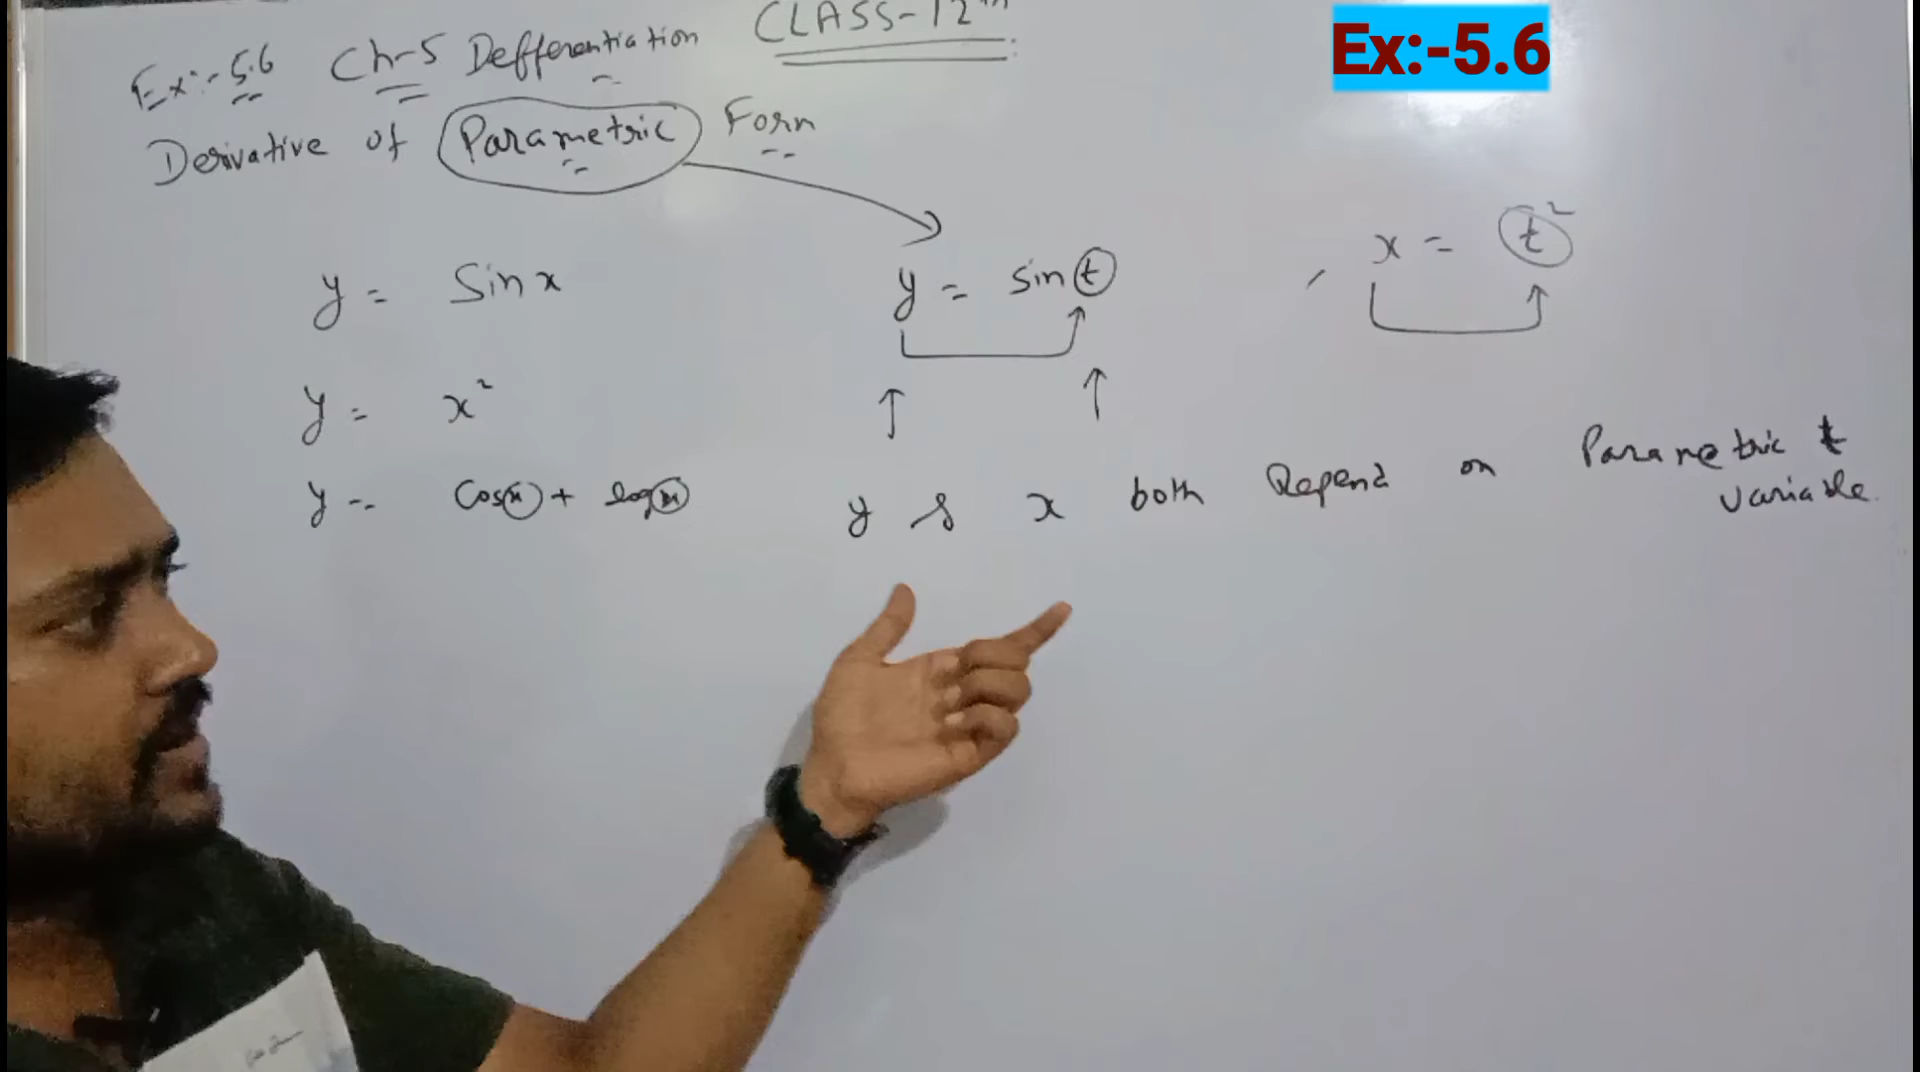 Ex:-5.6
Ex:-5.6 Ch-5 Defferentiation CLASS-12th
Derivative of Parametric Form
y = Sinx
y = sin t , x = t²
y = x²
y = Cos(x) + log(x)
y & x both Depend on Parametric t
variable.